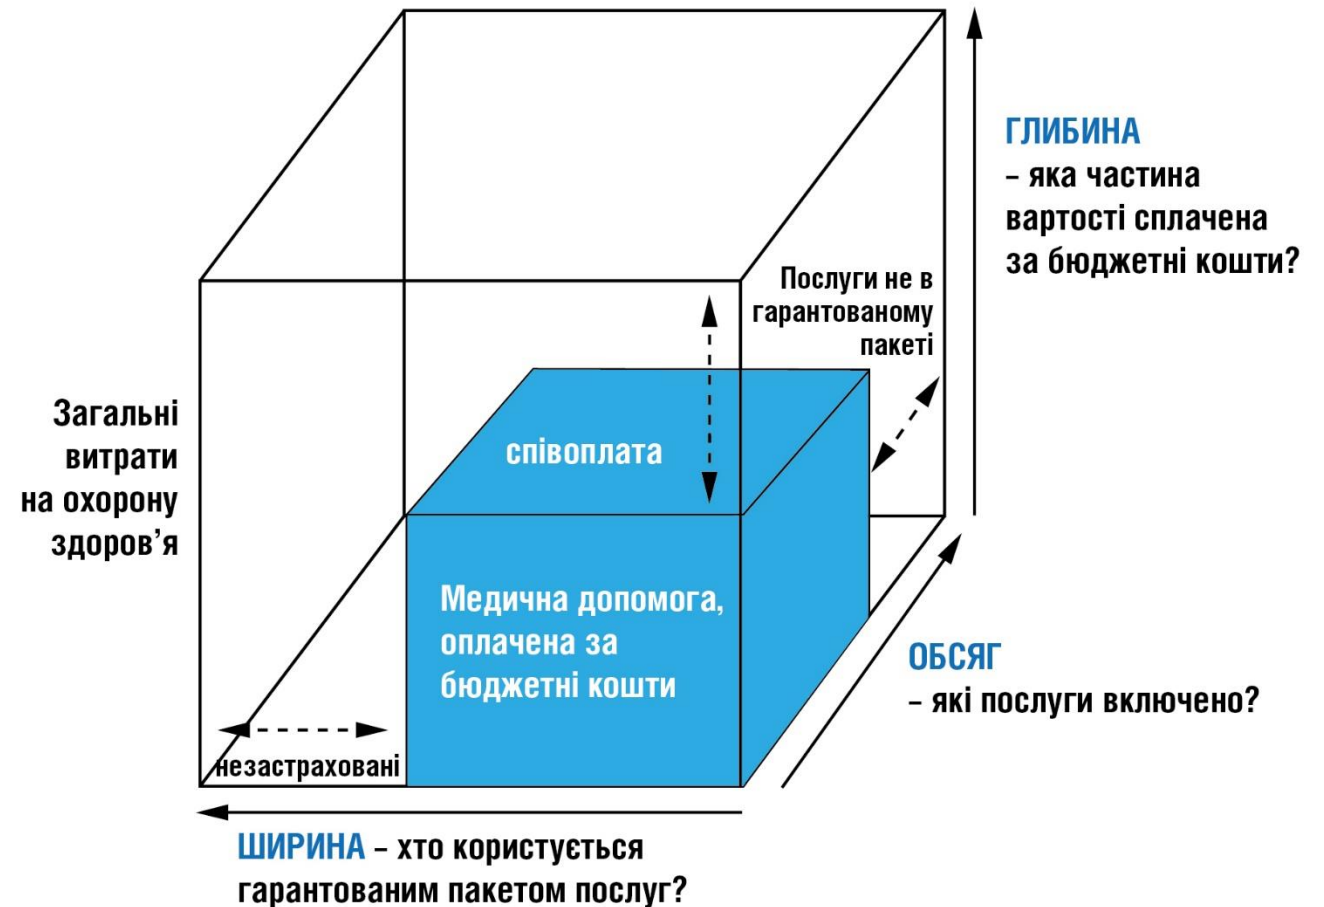 ГЛИБИНА
– яка частина
вартості сплачена
за бюджетні кошти?
Послуги не в
гарантованому
пакеті
Загальні
витрати
на охорону
здоров’я
співоплата
Медична допомога,
оплачена за
бюджетні кошти
ОБСЯГ
– які послуги включено?
незастраховані
ШИРИНА – хто користується
гарантованим пакетом послуг?